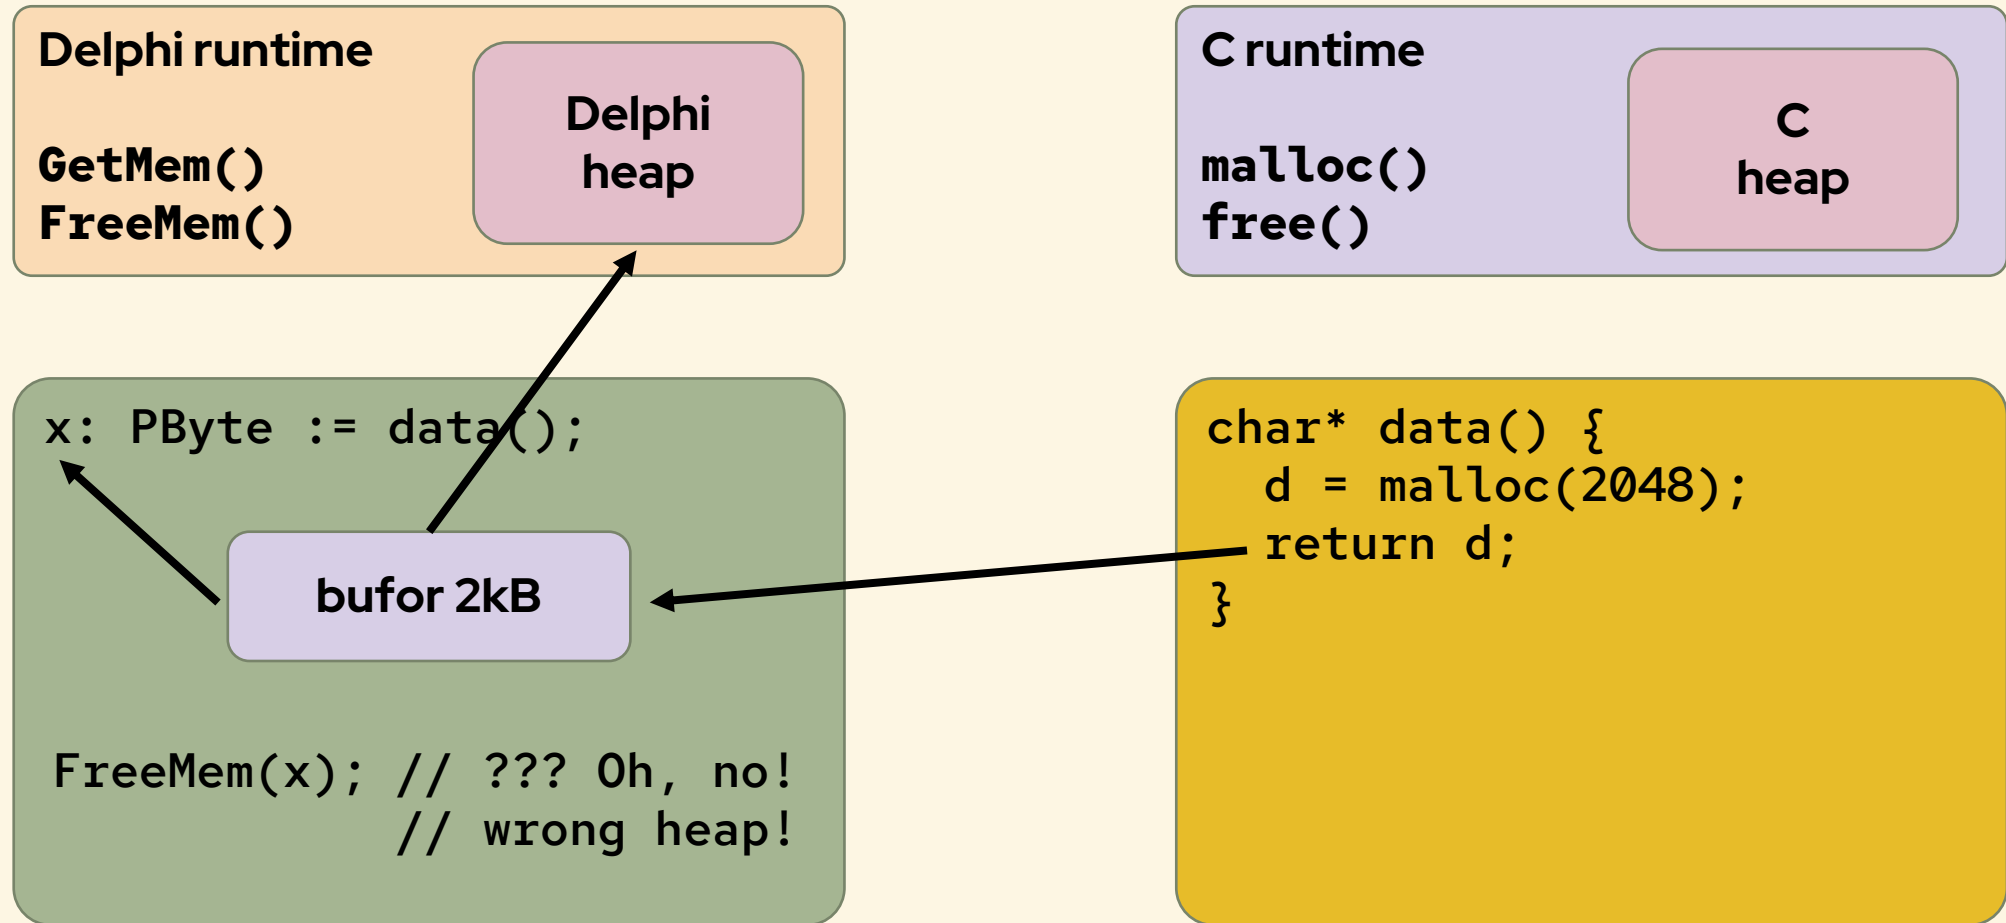 Delphi runtime
GetMem()
FreeMem()
Delphi
heap
C runtime
malloc()
free()
C
heap
x: PByte := data();
bufor 2kB
FreeMem(x); // ??? Oh, no!
// wrong heap!
char* data() {
d = malloc(2048);
return d;
}